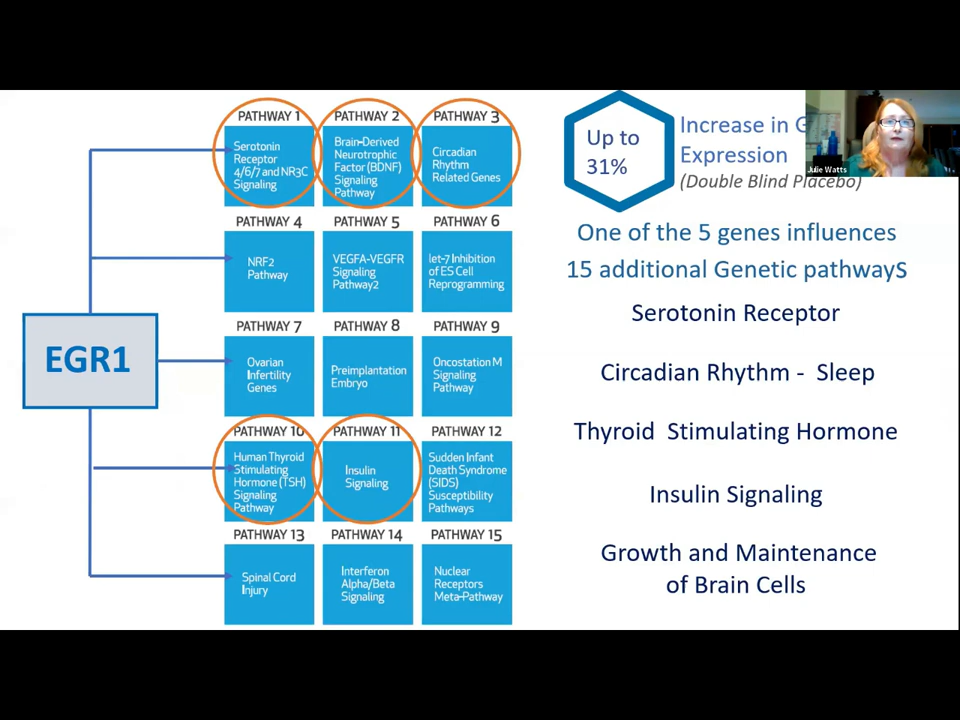 PATHWAY 1
PATHWAY 2
PATHWAY 3
Serotonin
Receptor
4/6/7 and NR3C
Signaling
Brain-Derived
Neurotrophic
Factor (BDNF)
Signaling
Pathway
Circadian
Rhythm
Related Genes
PATHWAY 4
PATHWAY 5
PATHWAY 6
NRF2
Pathway
VEGFA-VEGFR
Signaling
Pathway2
let-7 Inhibition
of ES Cell
Reprogramming
EGR1
PATHWAY 7
PATHWAY 8
PATHWAY 9
Ovarian
Infertility
Genes
Preimplantation
Embryo
Oncostation M
Signaling
Pathway
PATHWAY 10
PATHWAY 11
PATHWAY 12
Human Thyroid
Stimulating
Hormone (TSH)
Signaling
Pathway
Insulin
Signaling
Sudden Infant
Death Syndrome
(SIDS)
Susceptibility
Pathways
PATHWAY 13
PATHWAY 14
PATHWAY 15
Spinal Cord
Injury
Interferon
Alpha/Beta
Signaling
Nuclear
Receptors
Meta-Pathway
Up to
31%
Increase in
Expression
(Double Blind Placebo)
Julie Watts
One of the 5 genes influences
15 additional Genetic pathways
Serotonin Receptor
Circadian Rhythm - Sleep
Thyroid Stimulating Hormone
Insulin Signaling
Growth and Maintenance
of Brain Cells